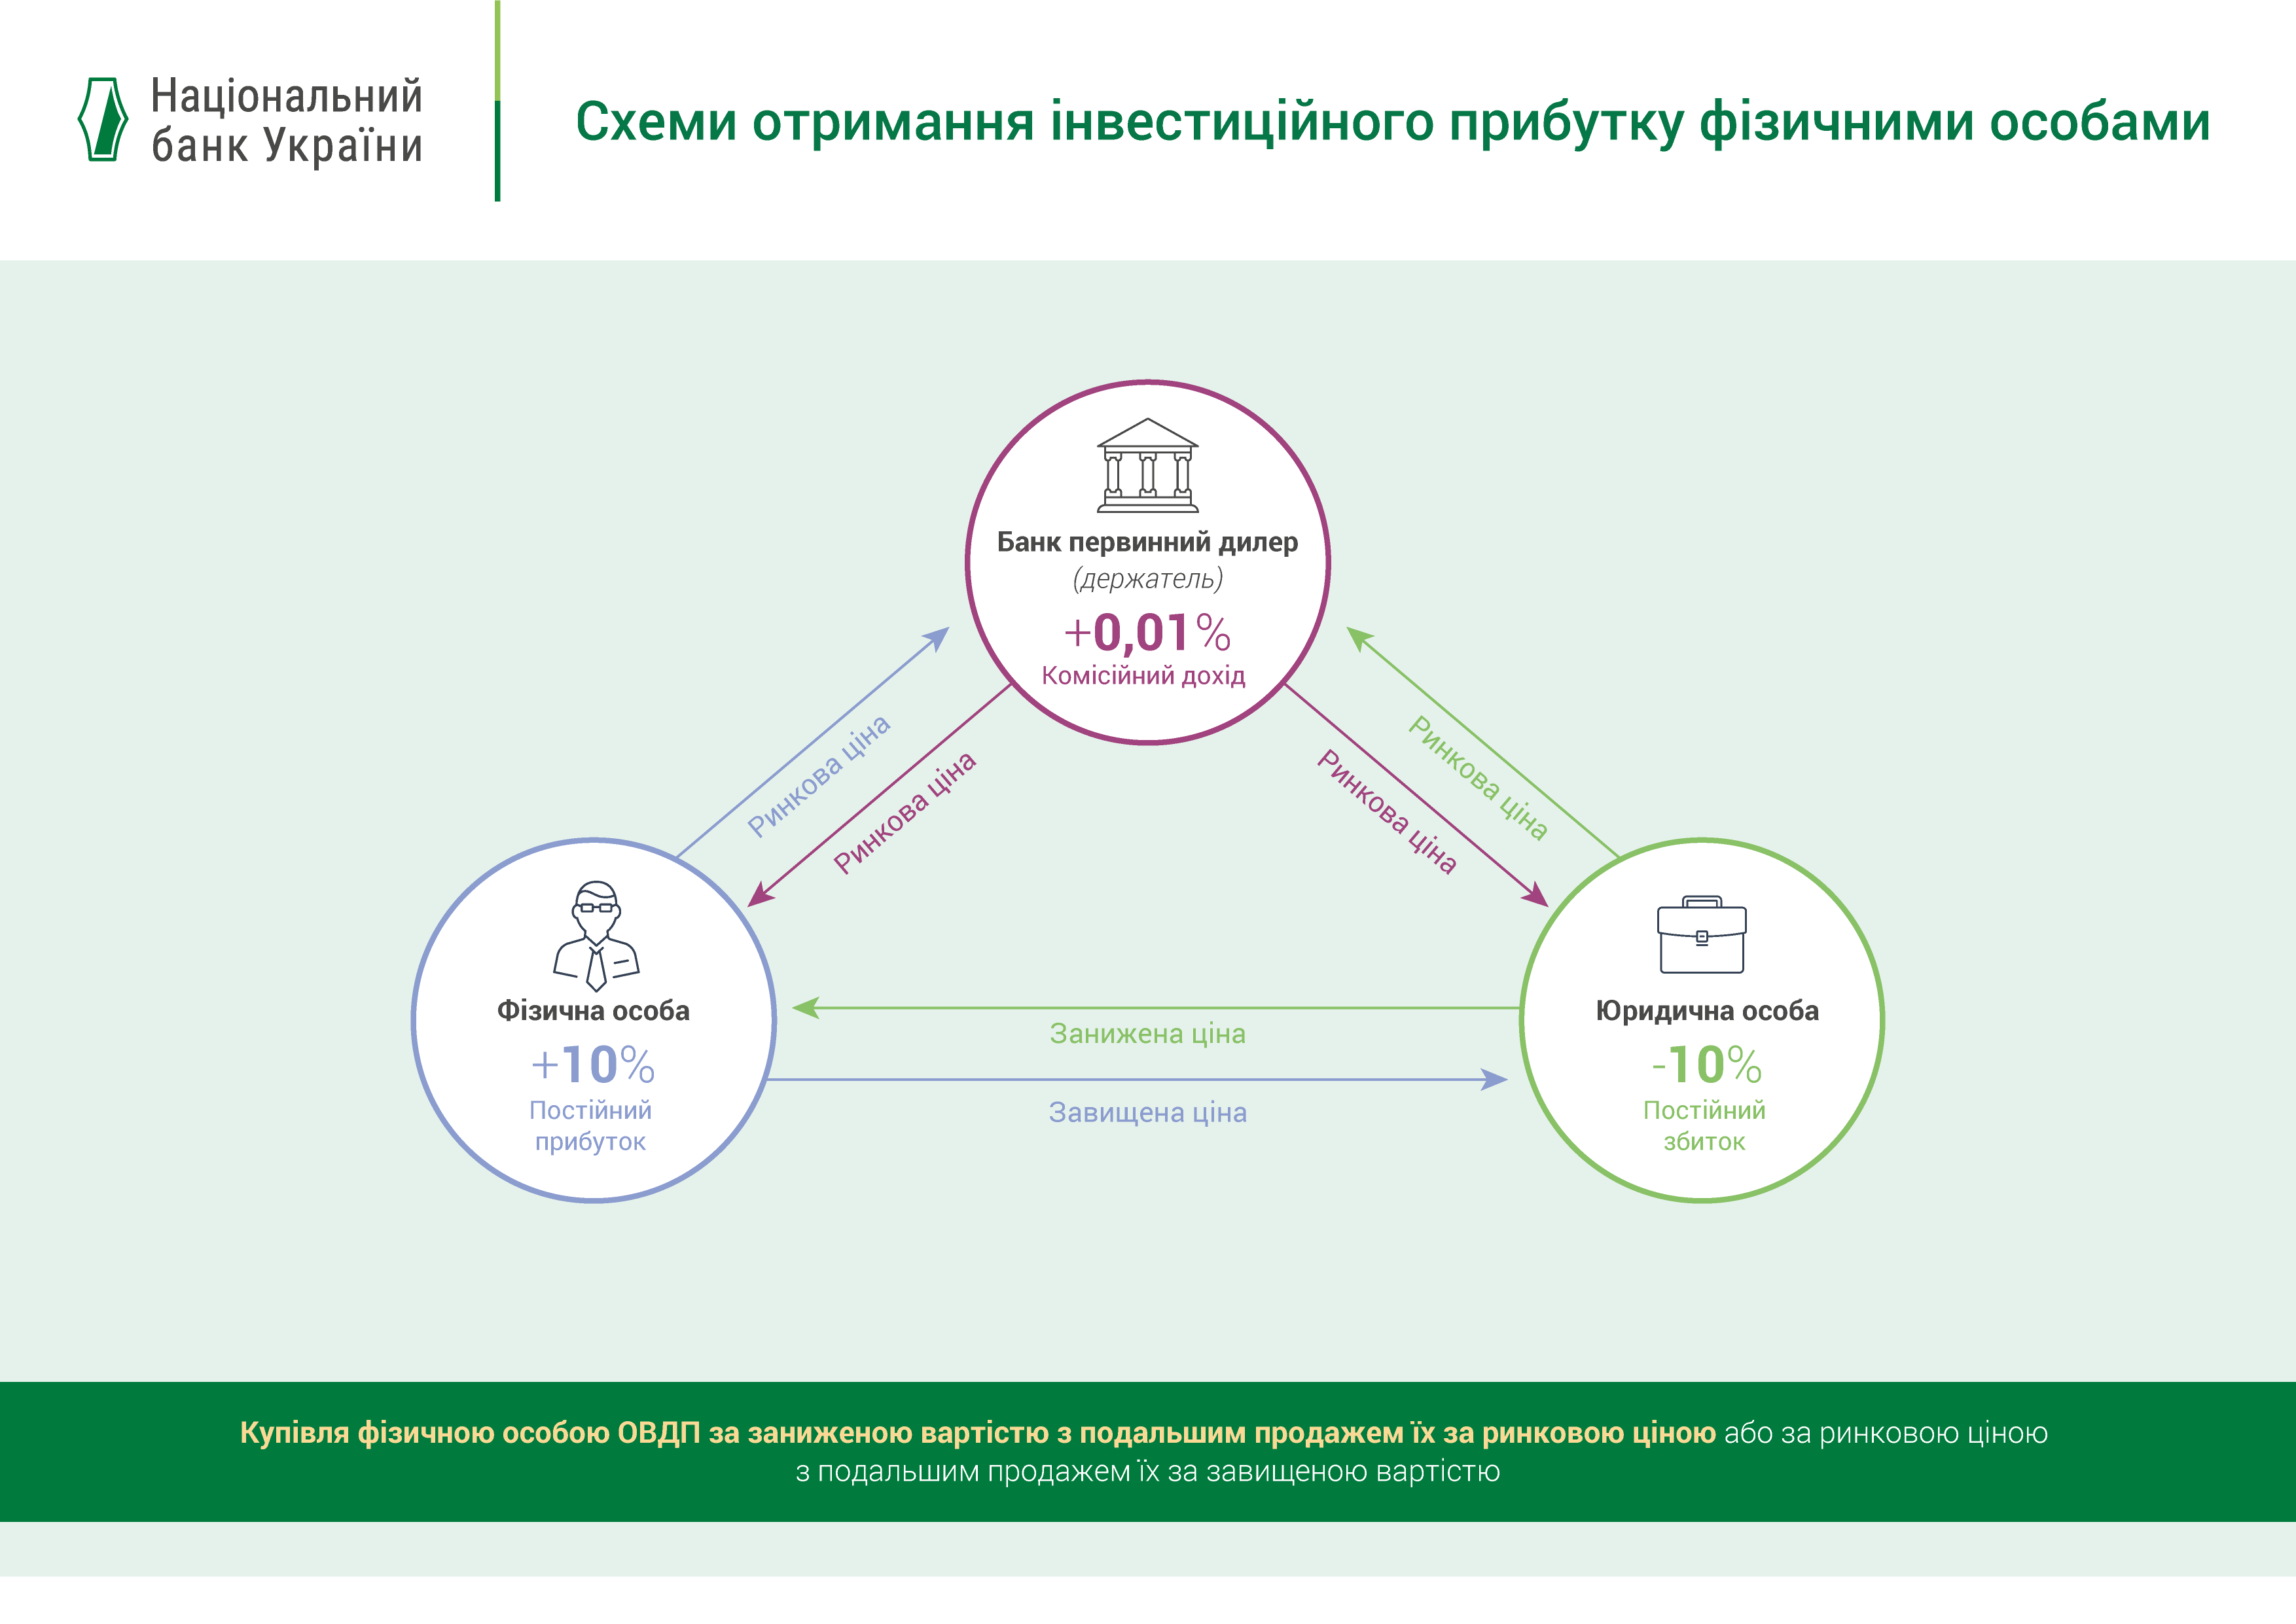 Національний
банк України
Схеми отримання інвестиційного прибутку фізичними особами
Банк первинний дилер
(держатель)
+0,01%
Комісійний дохід
Ринкова ціна
Ринкова ціна
Ринкова ціна
Ринкова ціна
Фізична особа
+10%
Постійний
прибуток
Занижена ціна
Завищена ціна
Юридична особа
-10%
Постійний
збиток
Купівля фізичною особою ОВДП за заниженою вартістю з подальшим продажем їх за ринковою ціною або за ринковою ціною
з подальшим продажем їх за завищеною вартістю